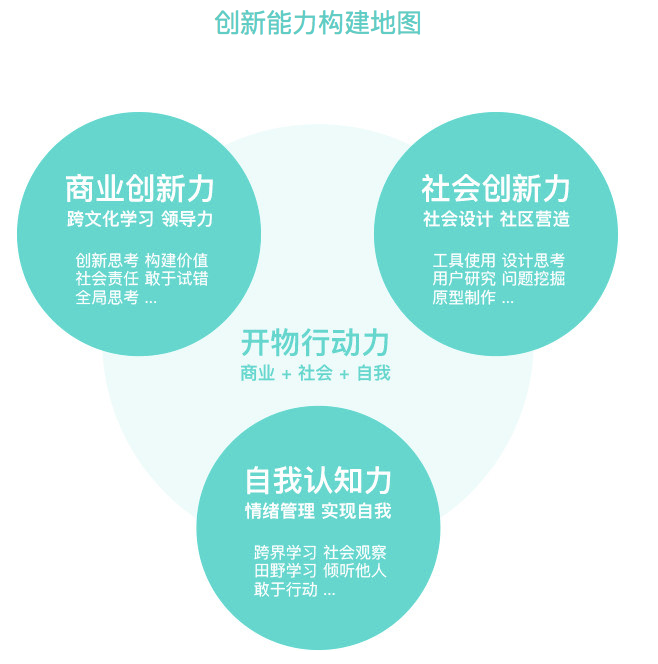 创新能力构建地图
商业创新力
跨文化学习 领导力
创新思考 构建价值
社会责任 敢于试错
全局思考 ...
社会创新力
社会设计 社区营造
工具使用 设计思考
用户研究 问题挖掘
原型制作 ...
开物行动力
商业 + 社会 + 自我
自我认知力
情绪管理 实现自我
跨界学习 社会观察
田野学习 倾听他人
敢于行动 ...